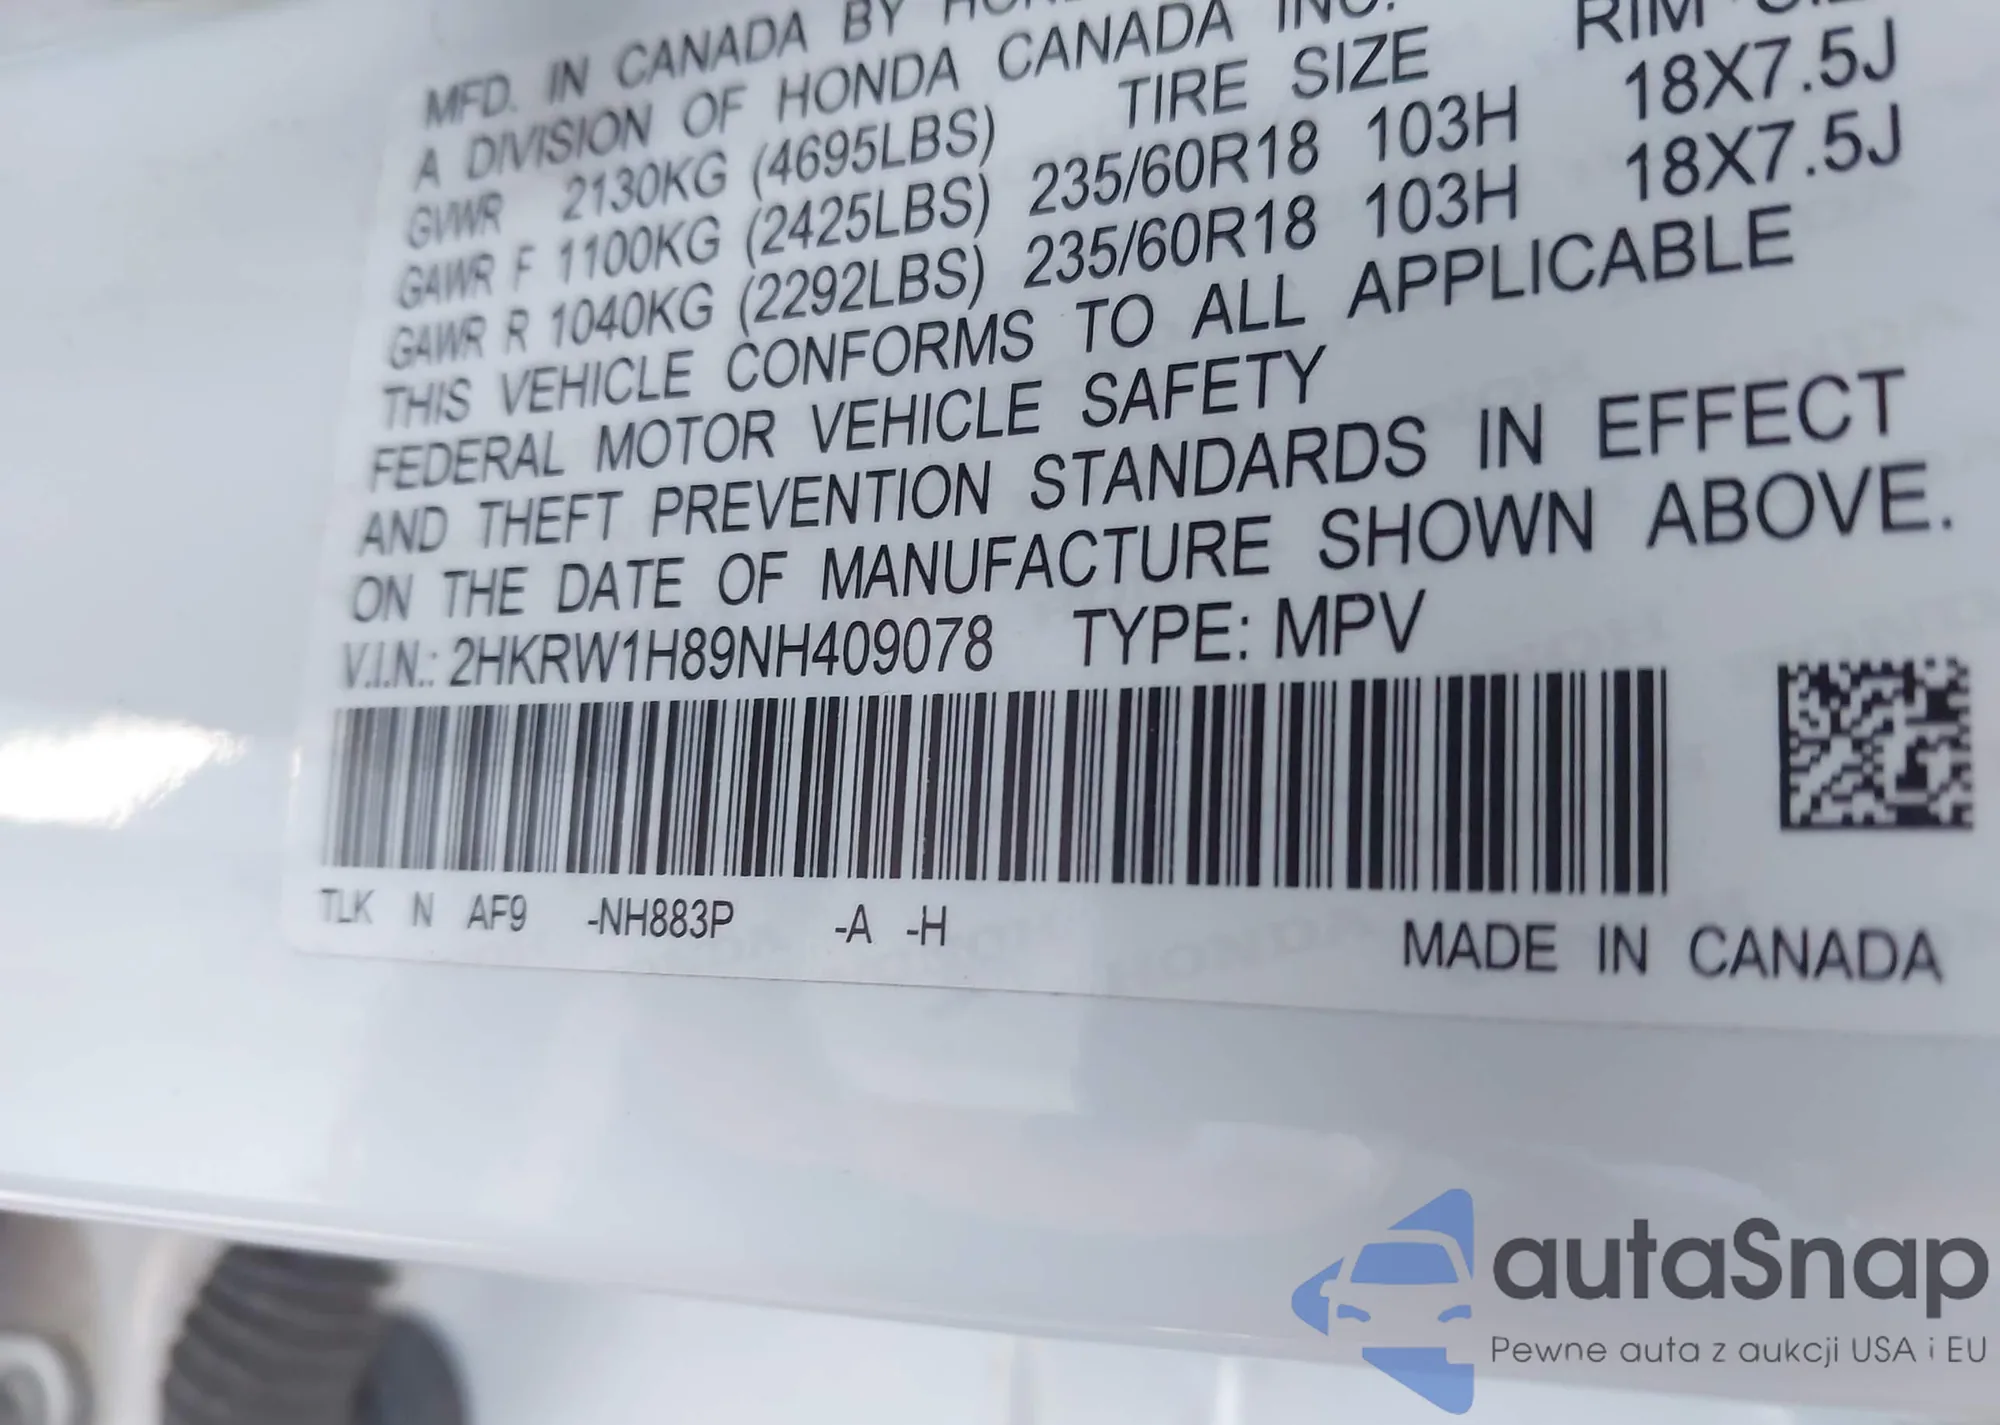 MFD. IN CANADA BY
A DIVISION OF HONDA CANADA INC.
TIRE SIZE RIM
GVWR 2130KG (4695LBS)
GAWR F 1100KG (2425LBS) 235/60R18 103H 18X7.5J
GAWR R 1040KG (2292LBS) 235/60R18 103H 18X7.5J
THIS VEHICLE CONFORMS TO ALL APPLICABLE
FEDERAL MOTOR VEHICLE SAFETY
AND THEFT PREVENTION STANDARDS IN EFFECT
ON THE DATE OF MANUFACTURE SHOWN ABOVE.
V.I.N.: 2HKRW1H89NH409078 TYPE: MPV
TLK N AF9 -NH883P -A -H
MADE IN CANADA
autaSnap
Pewne auta z aukcji USA i EU